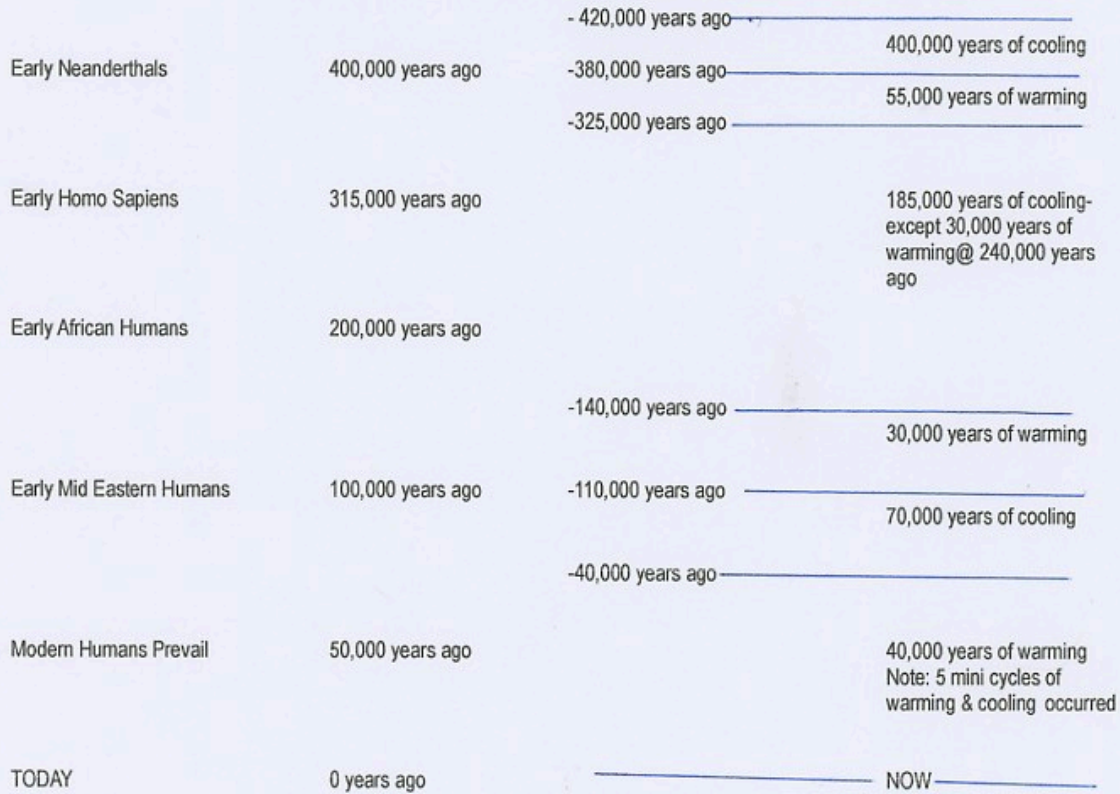 - 420,000 years ago
400,000 years of cooling
Early Neanderthals 400,000 years ago -380,000 years ago
55,000 years of warming
-325,000 years ago
Early Homo Sapiens 315,000 years ago 185,000 years of cooling-
except 30,000 years of
warming@ 240,000 years
ago
Early African Humans 200,000 years ago
-140,000 years ago
30,000 years of warming
Early Mid Eastern Humans 100,000 years ago -110,000 years ago
70,000 years of cooling
-40,000 years ago
Modern Humans Prevail 50,000 years ago 40,000 years of warming
Note: 5 mini cycles of
warming & cooling occurred
TODAY 0 years ago NOW